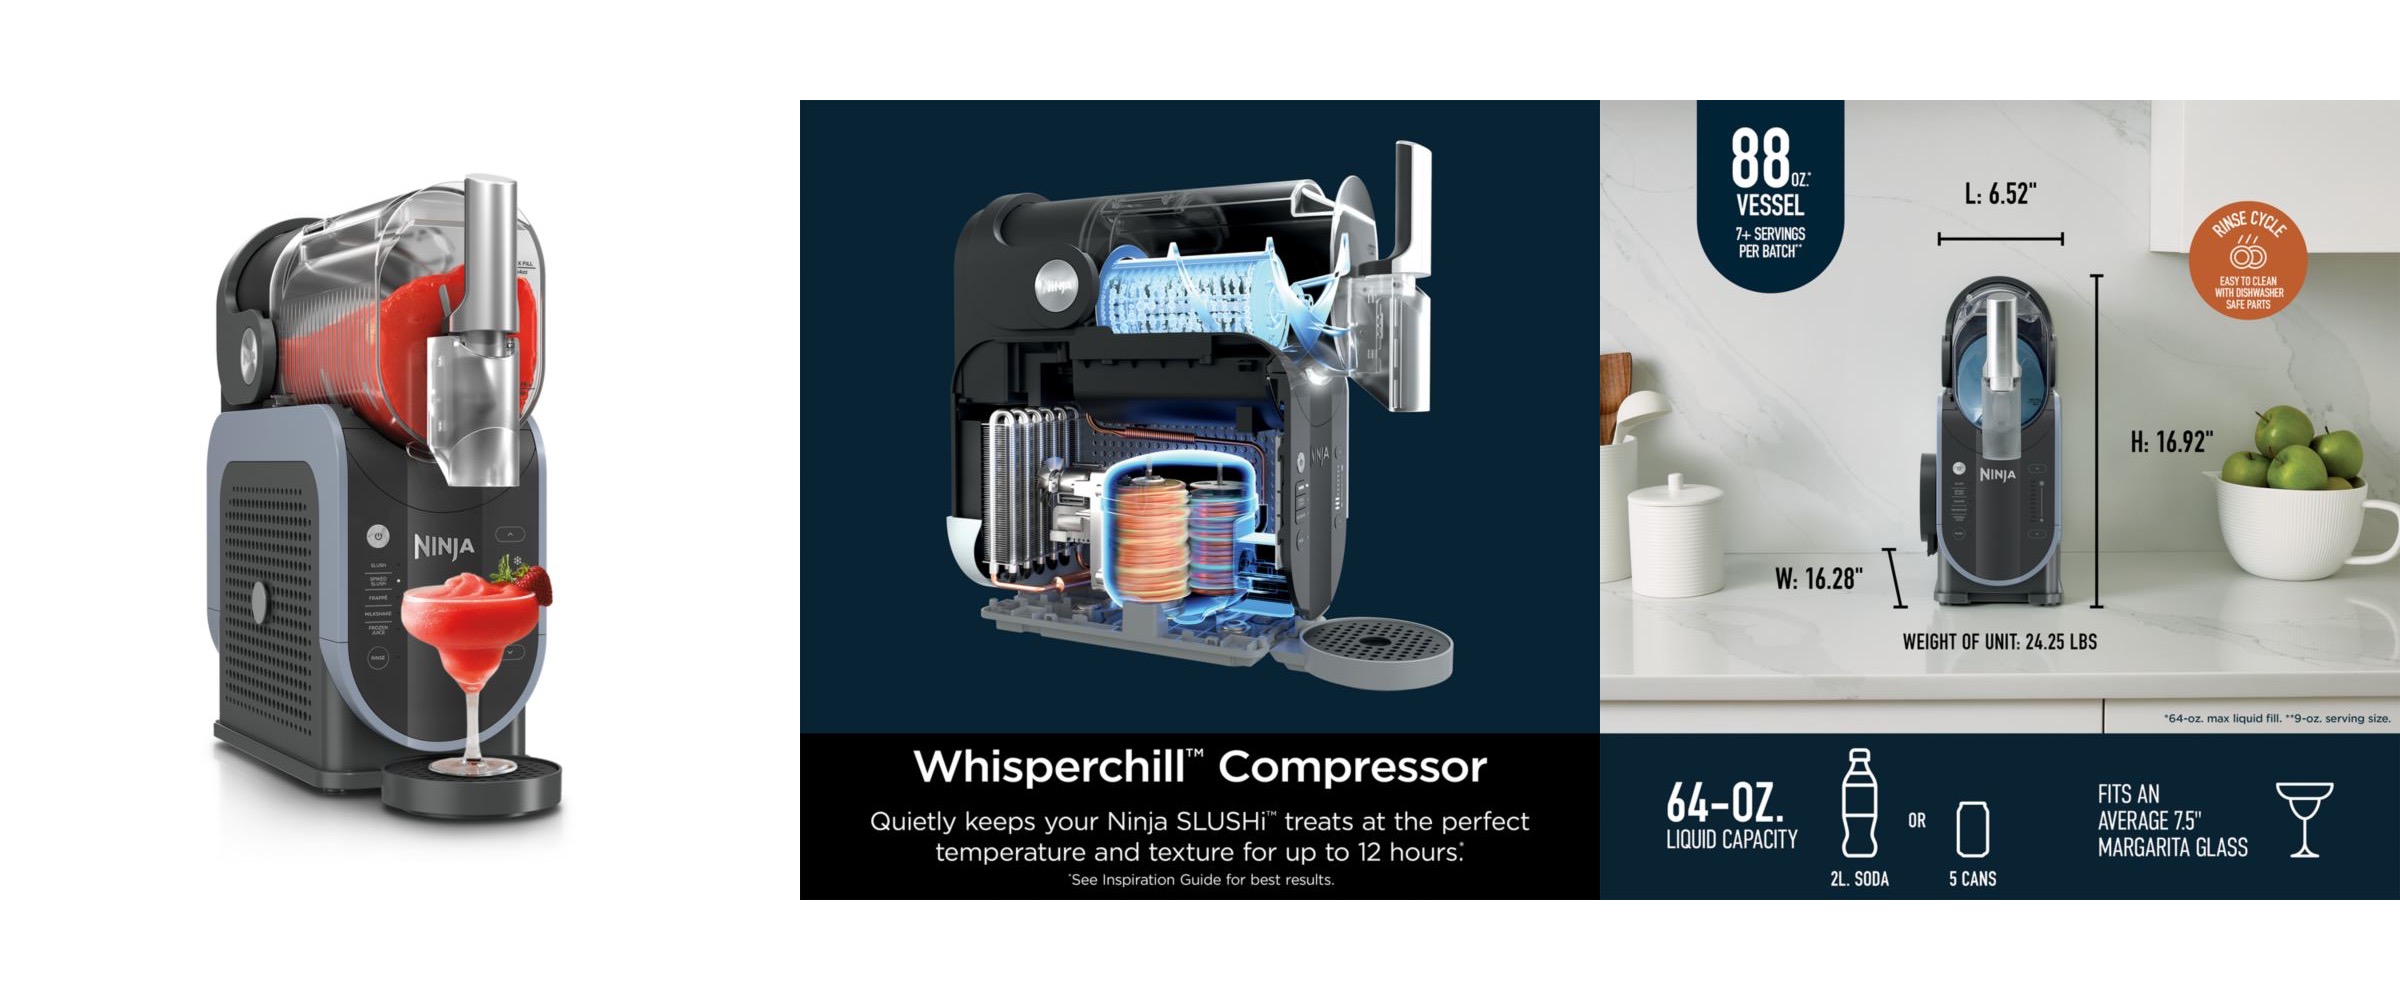 NINJA
SLUSH
SPIKED
SLUSH
FRAPPÉ
MILKSHAKE
FROZEN
JUICE
RINSE
NINJA
NINJA
Whisperchill™ Compressor
Quietly keeps your Ninja SLUSHi™ treats at the perfect
temperature and texture for up to 12 hours.*
*See Inspiration Guide for best results.
88 OZ.*
VESSEL
7+ SERVINGS
PER BATCH**
L: 6.52"
RINSE CYCLE
EASY TO CLEAN
WITH DISHWASHER
SAFE PARTS
H: 16.92"
NINJA
W: 16.28"
WEIGHT OF UNIT: 24.25 LBS
*64-oz. max liquid fill. **9-oz. serving size.
64-OZ.
LIQUID CAPACITY
2L. SODA
OR
5 CANS
FITS AN
AVERAGE 7.5"
MARGARITA GLASS